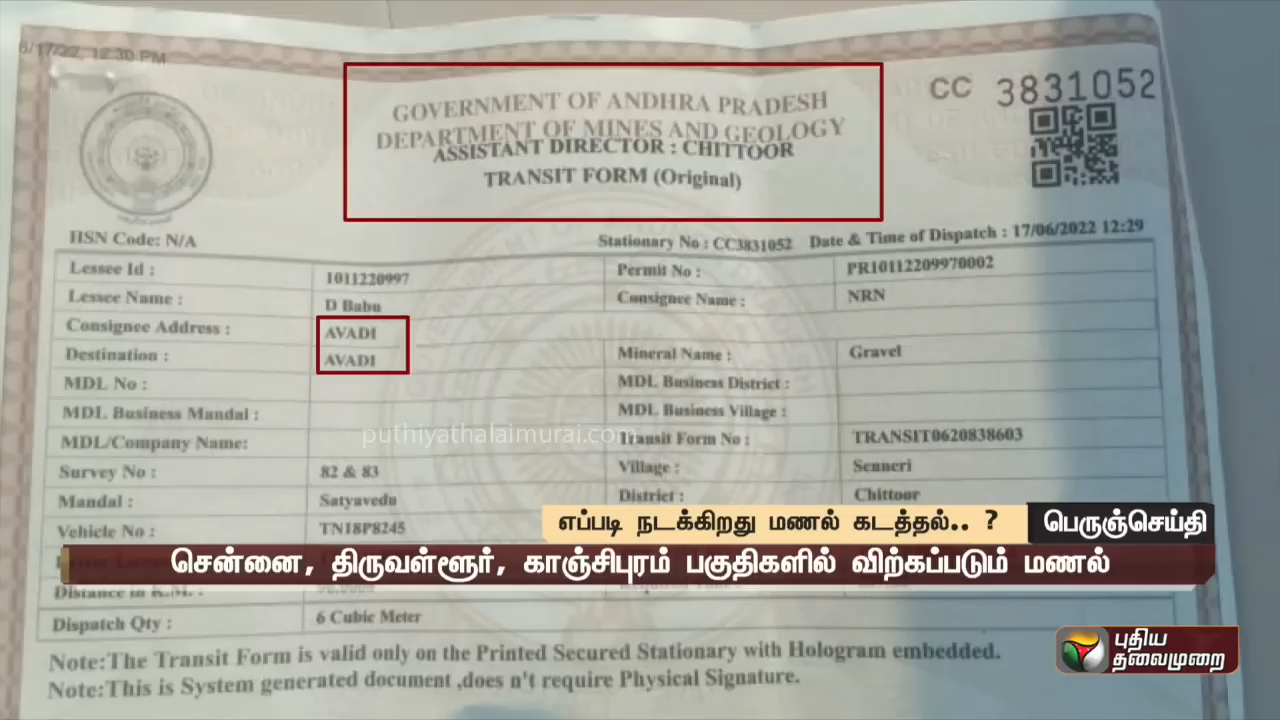 6/17/22, 12:30 PM
CC 3831052
GOVERNMENT OF ANDHRA PRADESH
DEPARTMENT OF MINES AND GEOLOGY
ASSISTANT DIRECTOR : CHITTOOR
TRANSIT FORM (Original)
HSN Code: N/A
Stationary No : CC3831052 Date & Time of Dispatch : 17/06/2022 12:29
Lessee Id : 1011220997 Permit No : PR10112209970002
Lessee Name : D Babu Consignee Name : NRN
Consignee Address : AVADI
Destination : AVADI Mineral Name : Gravel
MDL No : MDL Business District :
MDL Business Mandal : MDL Business Village :
puthiyathalaimurai.com
MDL/Company Name: Transit Form No : TRANSIT0620838603
Survey No : 82 & 83 Village : Senneri
Mandal : Satyavedu District : Chittoor
Vehicle No : TN18P8245
எப்படி நடக்கிறது மணல் கடத்தல்.. ? பெருஞ்செய்தி
சென்னை, திருவள்ளூர், காஞ்சிபுரம் பகுதிகளில் விற்கப்படும் மணல்
Distance in K.M. :
Dispatch Qty : 6 Cubic Meter
Note:The Transit Form is valid only on the Printed Secured Stationary with Hologram embedded.
Note:This is System generated document ,does n't require Physical Signature.
புதிய
தலைமுறை